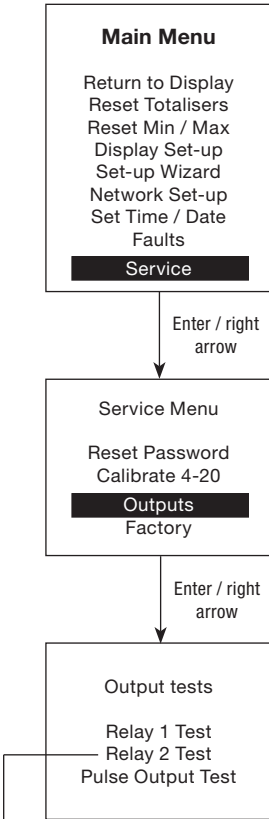 Main Menu
Return to Display
Reset Totalisers
Reset Min / Max
Display Set-up
Set-up Wizard
Network Set-up
Set Time / Date
Faults
Service
Enter / right
arrow
Service Menu
Reset Password
Calibrate 4-20
Outputs
Factory
Enter / right
arrow
Output tests
Relay 1 Test
Relay 2 Test
Pulse Output Test